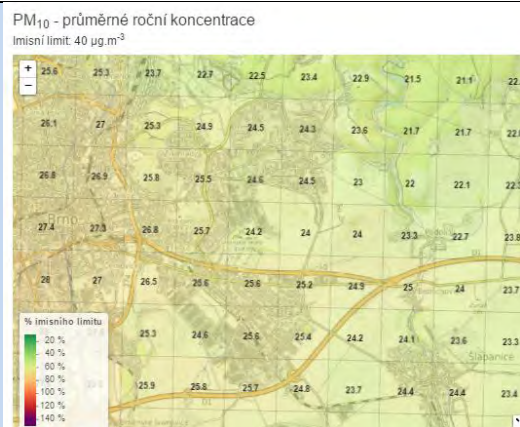 PM10 - průměrné roční koncentrace
Imisní limit: 40 µg.m-3
+
−
25.6 25.3 23.7 22.7 22.5 23.4 22.9 21.5 21.1 22.
26.1 27 25.3 24.9 24.5 24.3 23.6 21.7 21.7
26.8 26.9 25.8 25.5 24.6 24.5 23 22 22.1
27.4 27.3 26.8 25.7 24.2 24 24 23.3 22.7 23.8
Brno
27 26.5 25.6 25.6 25.2 24.9 25 24 23.7
25.3 24.6 25.6 25.4 24.2 24.1 23.6 23.3
Šlapanice
25.9 25.8 25.7 24.8 23.7 24.4 24.4 23.4
D1
% imisního limitu
20 %
40 %
60 %
80 %
100 %
120 %
140 %